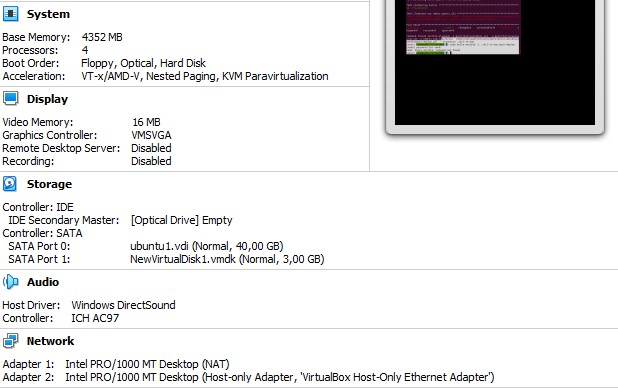 System
Base Memory: 4352 MB
Processors: 4
Boot Order: Floppy, Optical, Hard Disk
Acceleration: VT-x/AMD-V, Nested Paging, KVM Paravirtualization
Display
Video Memory: 16 MB
Graphics Controller: VMSVGA
Remote Desktop Server: Disabled
Recording: Disabled
Storage
Controller: IDE
IDE Secondary Master: [Optical Drive] Empty
Controller: SATA
SATA Port 0: ubuntu1.vdi (Normal, 40,00 GB)
SATA Port 1: NewVirtualDisk1.vmdk (Normal, 3,00 GB)
Audio
Host Driver: Windows DirectSound
Controller: ICH AC97
Network
Adapter 1: Intel PRO/1000 MT Desktop (NAT)
Adapter 2: Intel PRO/1000 MT Desktop (Host-only Adapter, 'VirtualBox Host-Only Ethernet Adapter')